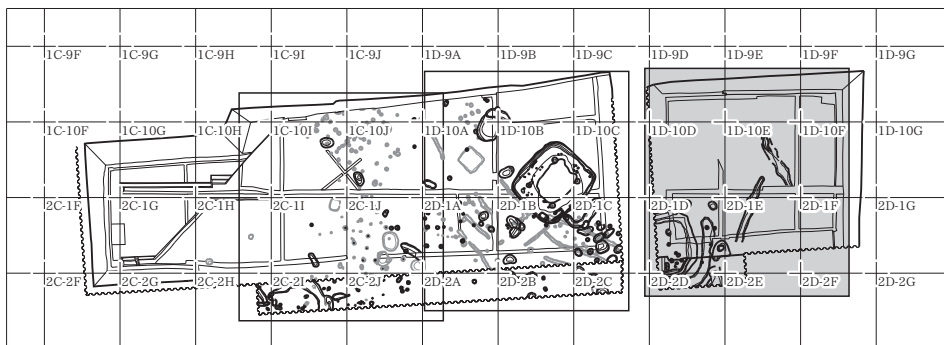 1C-9F 1C-9G 1C-9H 1C-9I 1C-9J 1D-9A 1D-9B 1D-9C 1D-9D 1D-9E 1D-9F 1D-9G
1C-10F 1C-10G 1C-10H 1C-10I 1C-10J 1D-10A 1D-10B 1D-10C 1D-10D 1D-10E 1D-10F 1D-10G
2C-1F 2C-1G 2C-1H 2C-1I 2C-1J 2D-1A 2D-1B 2D-1C 2D-1D 2D-1E 2D-1F 2D-1G
2C-2F 2C-2G 2C-2H 2C-2I 2C-2J 2D-2A 2D-2B 2D-2C 2D-2D 2D-2E 2D-2F 2D-2G